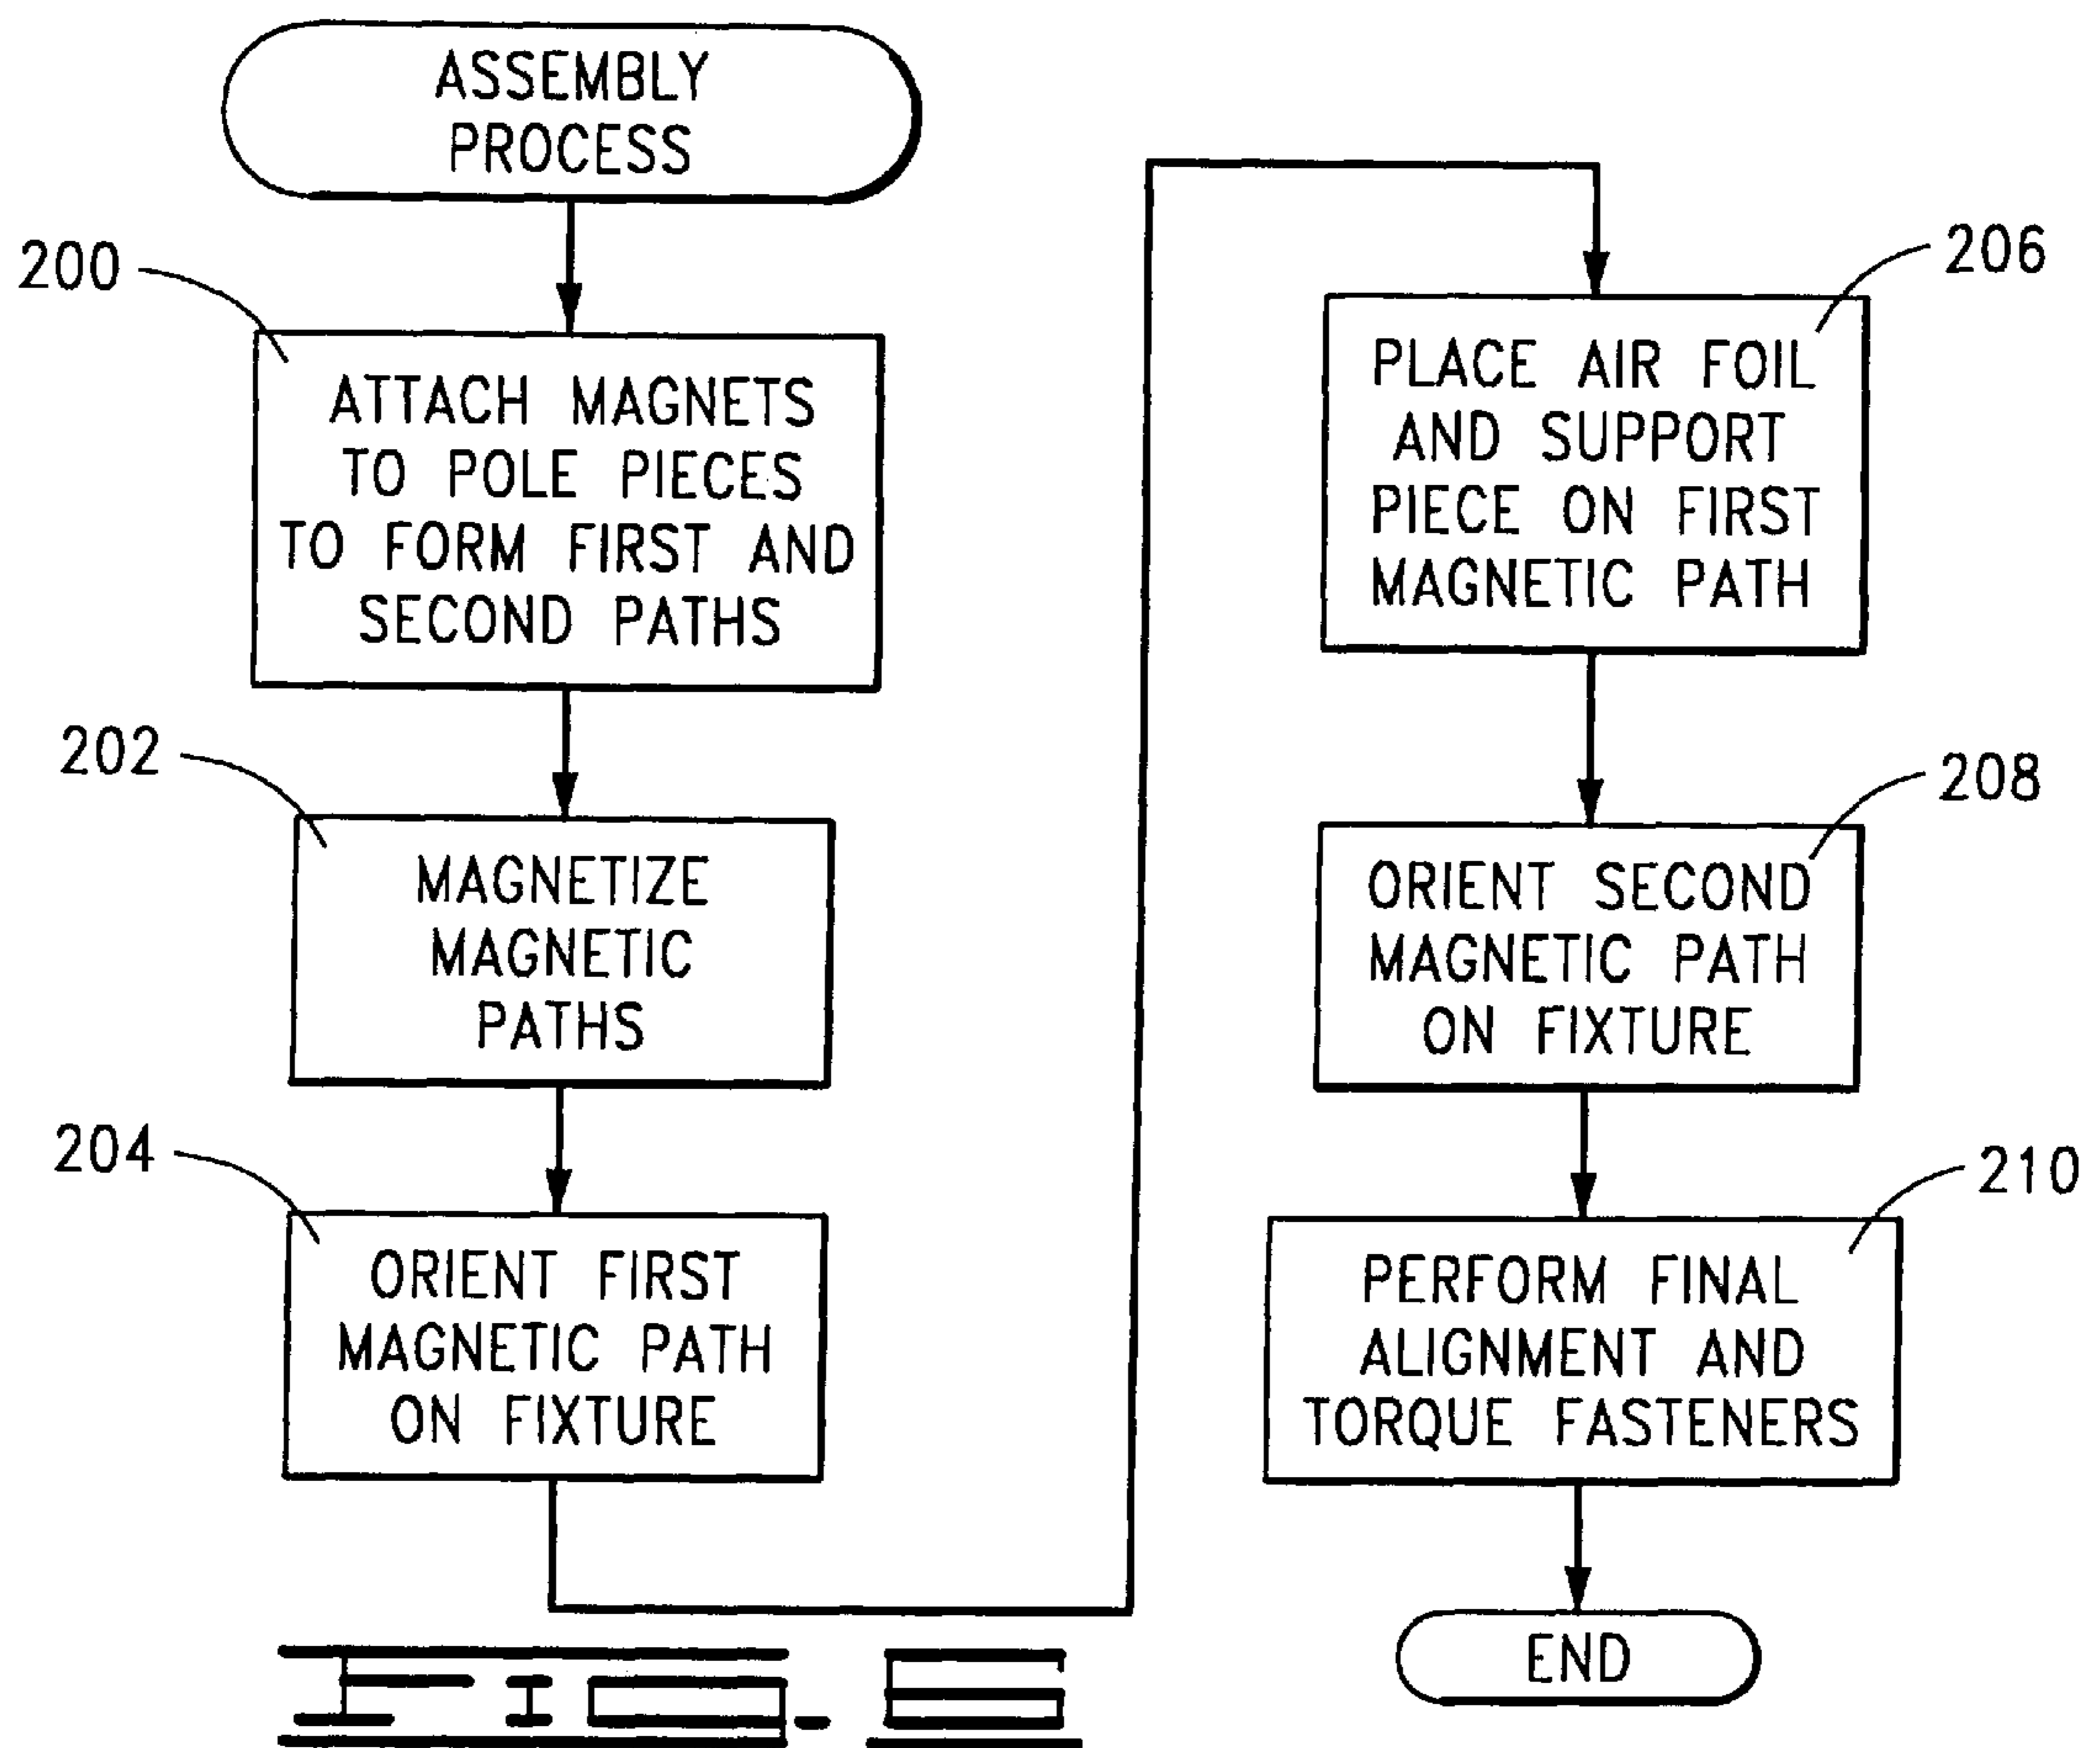 ASSEMBLY
PROCESS
200
ATTACH MAGNETS
TO POLE PIECES
TO FORM FIRST AND
SECOND PATHS
202
MAGNETIZE
MAGNETIC
PATHS
204
ORIENT FIRST
MAGNETIC PATH
ON FIXTURE
206
PLACE AIR FOIL
AND SUPPORT
PIECE ON FIRST
MAGNETIC PATH
208
ORIENT SECOND
MAGNETIC PATH
ON FIXTURE
210
PERFORM FINAL
ALIGNMENT AND
TORQUE FASTENERS
END
FIG. 6